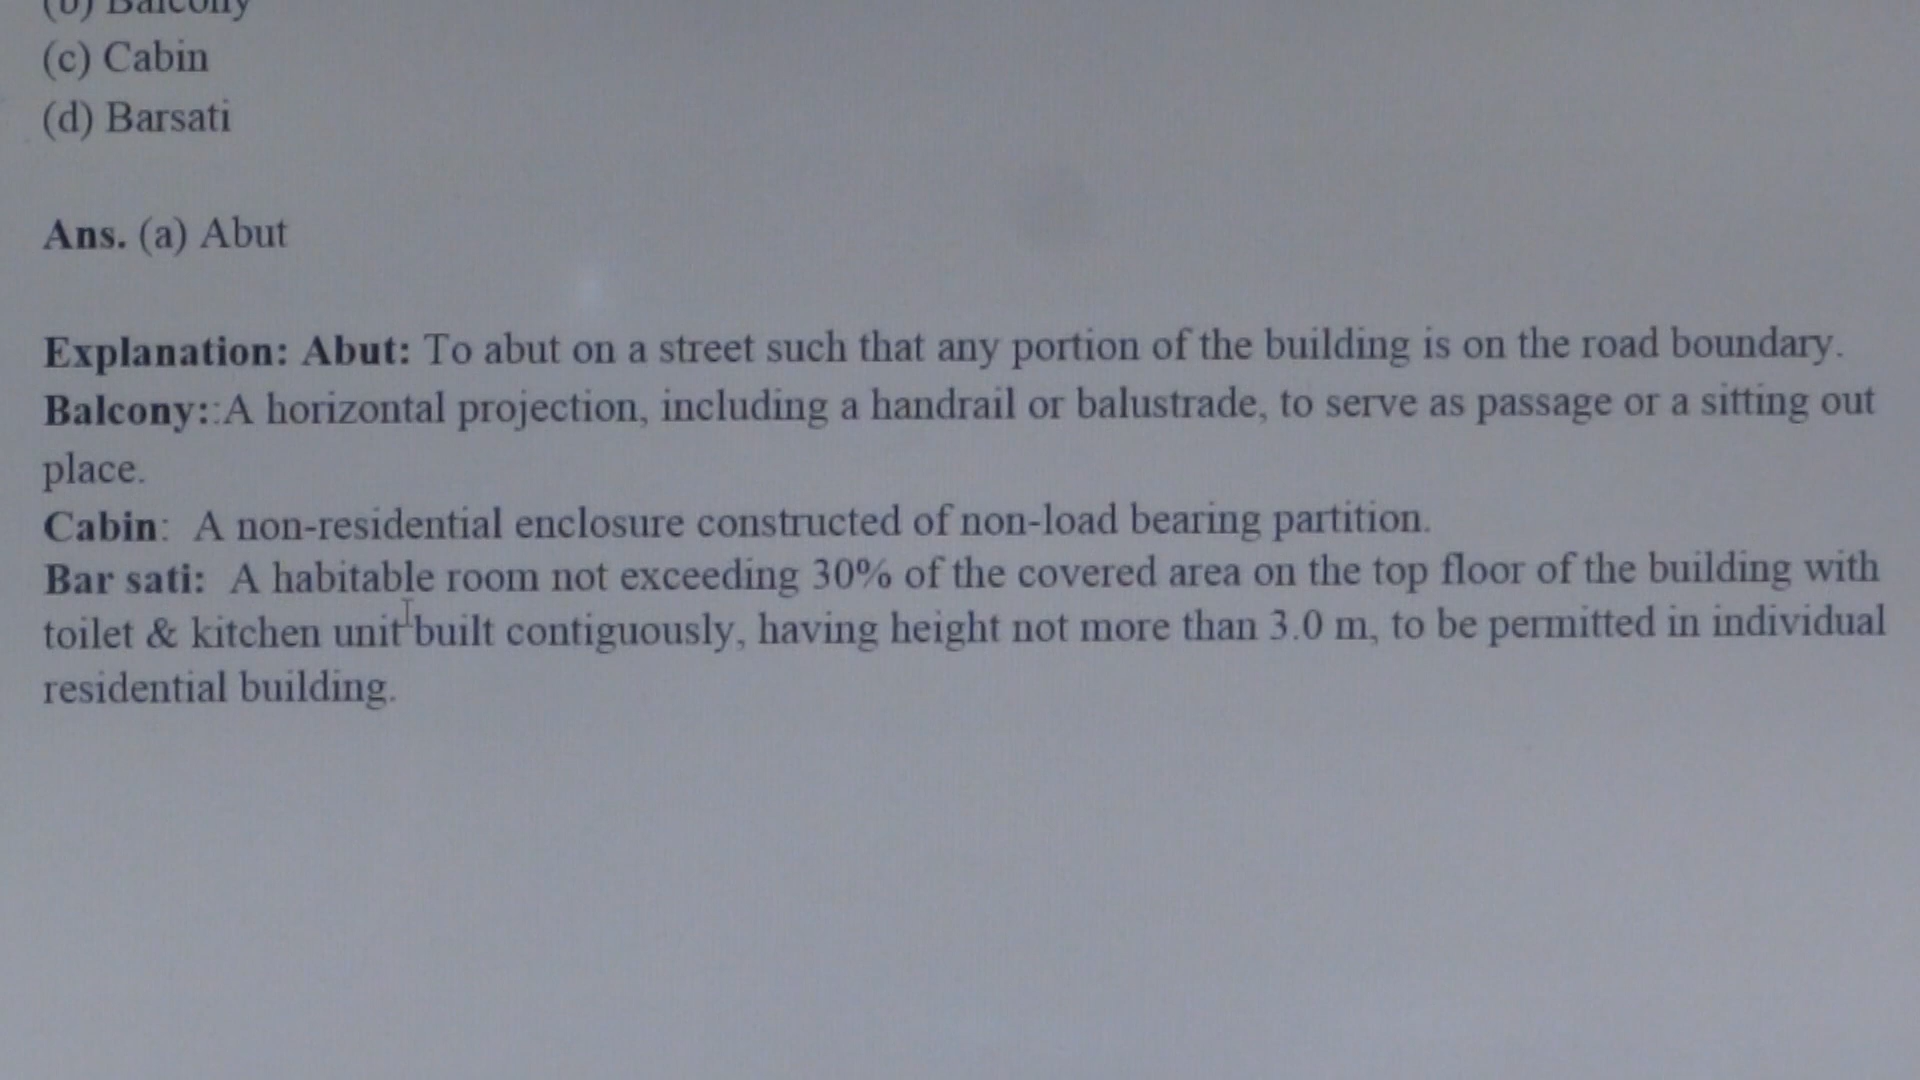 (b) Balcony
(c) Cabin
(d) Barsati
Ans. (a) Abut
Explanation: Abut: To abut on a street such that any portion of the building is on the road boundary.
Balcony::A horizontal projection, including a handrail or balustrade, to serve as passage or a sitting out
place.
Cabin: A non-residential enclosure constructed of non-load bearing partition.
Bar sati: A habitable room not exceeding 30% of the covered area on the top floor of the building with
toilet & kitchen unit built contiguously, having height not more than 3.0 m, to be permitted in individual
residential building.